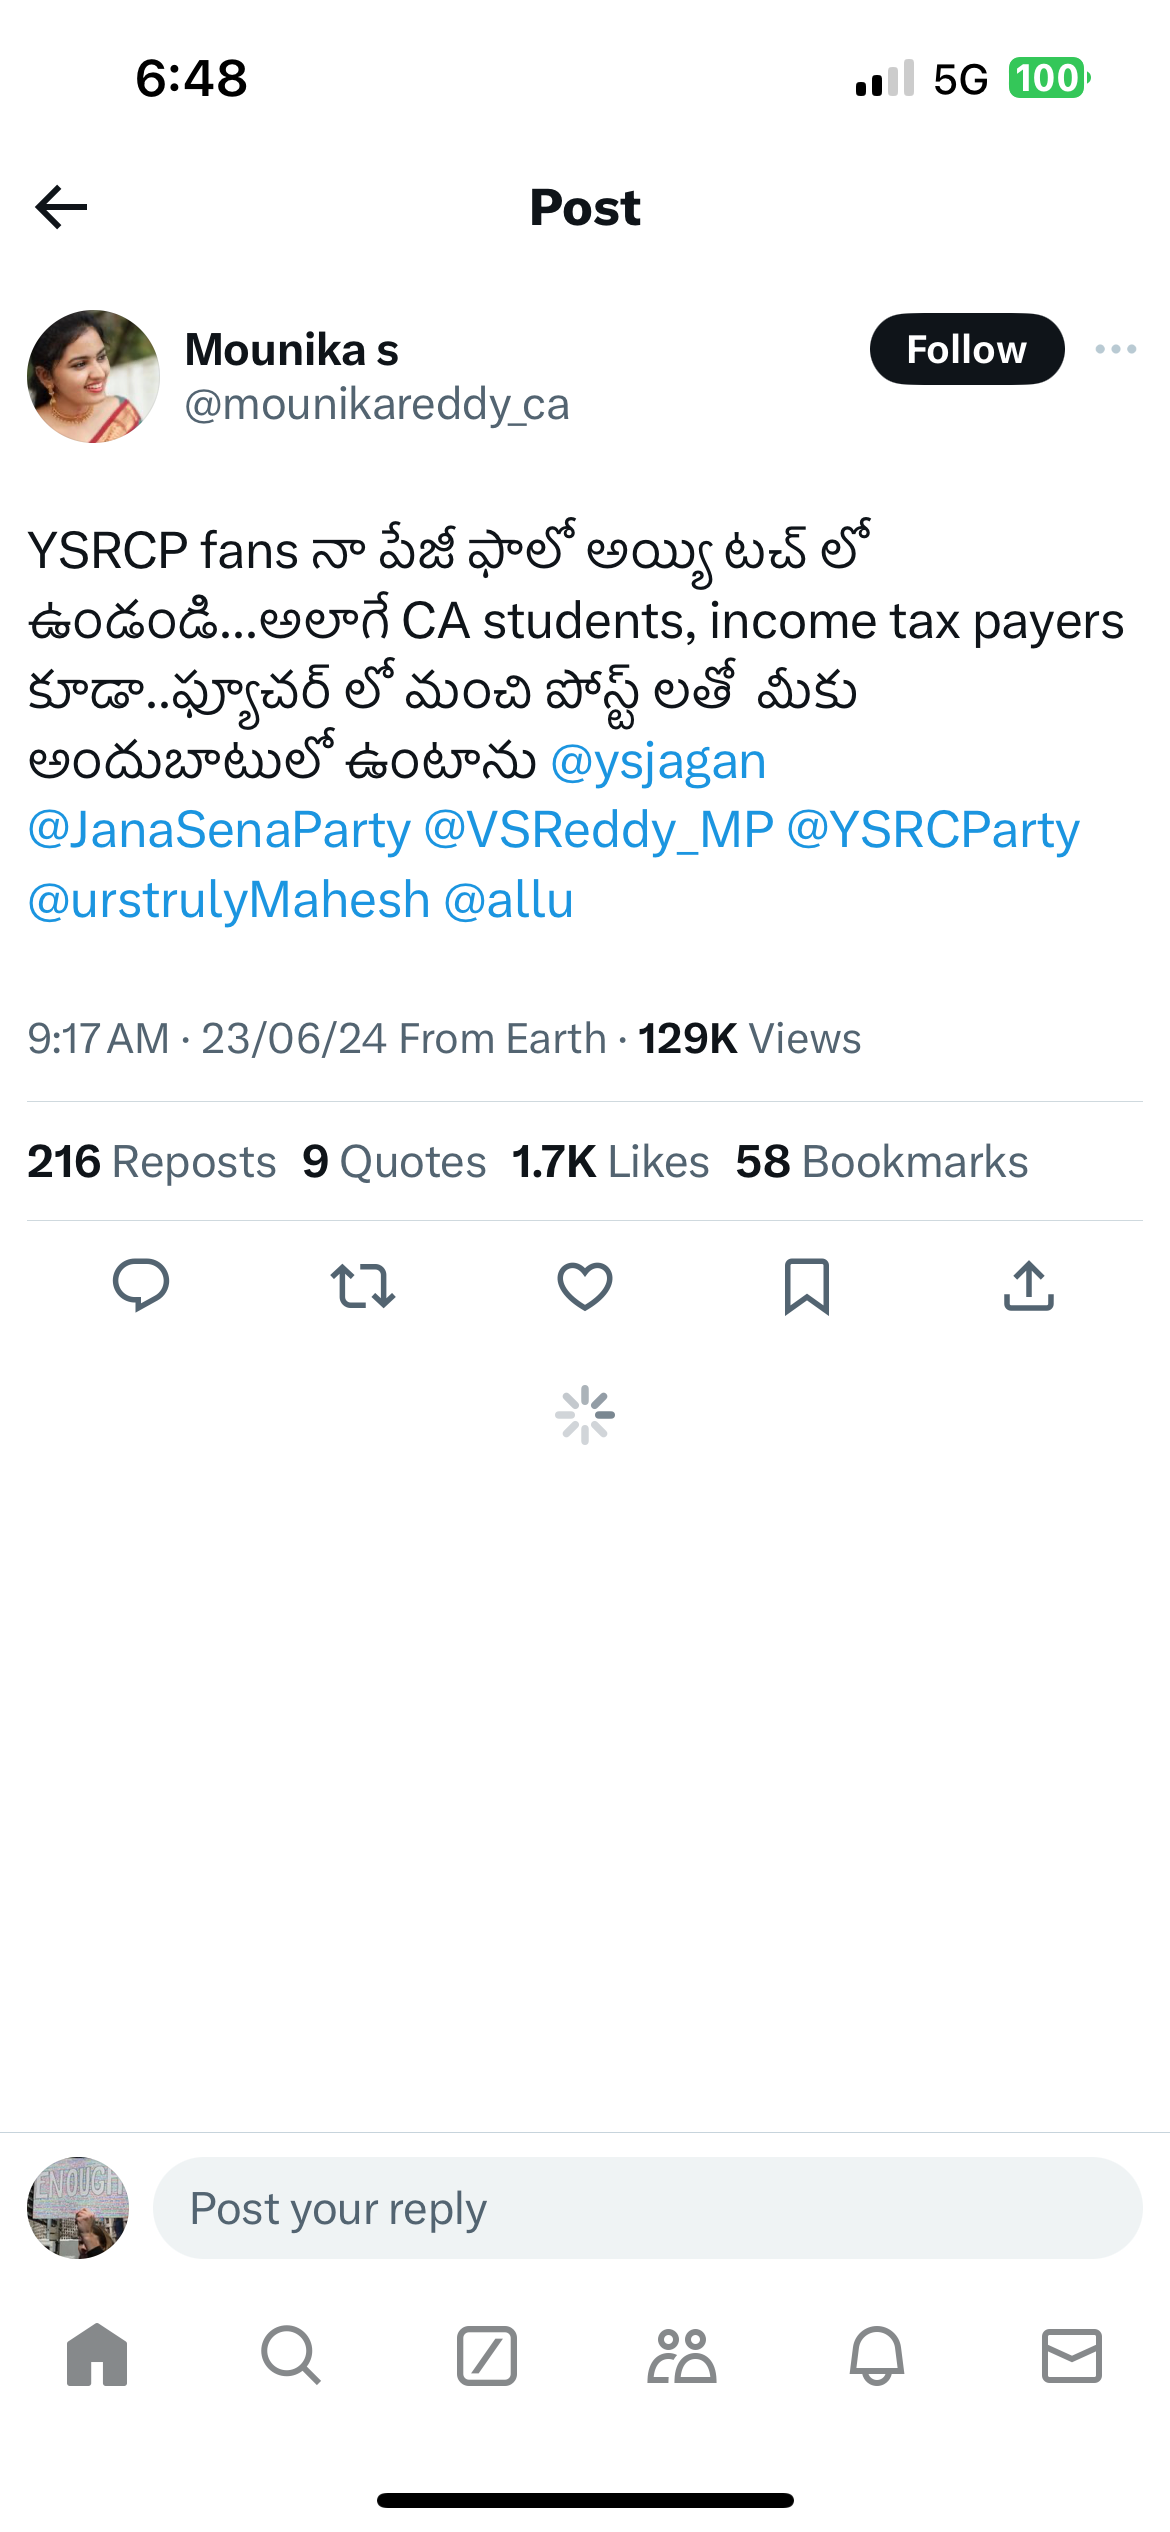 6:48 5G 100
Post
Mounika s
@mounikareddy_ca
Follow
YSRCP fans నా పేజీ ఫాలో అయ్యి టచ్ లో
ఉండండి...అలాగే CA students, income tax payers
కూడా..ఫ్యూచర్ లో మంచి పోస్ట్ లతో మీకు
అందుబాటులో ఉంటాను @ysjagan
@JanaSenaParty @VSReddy_MP @YSRCParty
@urstrulyMahesh @allu
9:17 AM · 23/06/24 From Earth · 129K Views
216 Reposts 9 Quotes 1.7K Likes 58 Bookmarks
ENOUGH
Post your reply